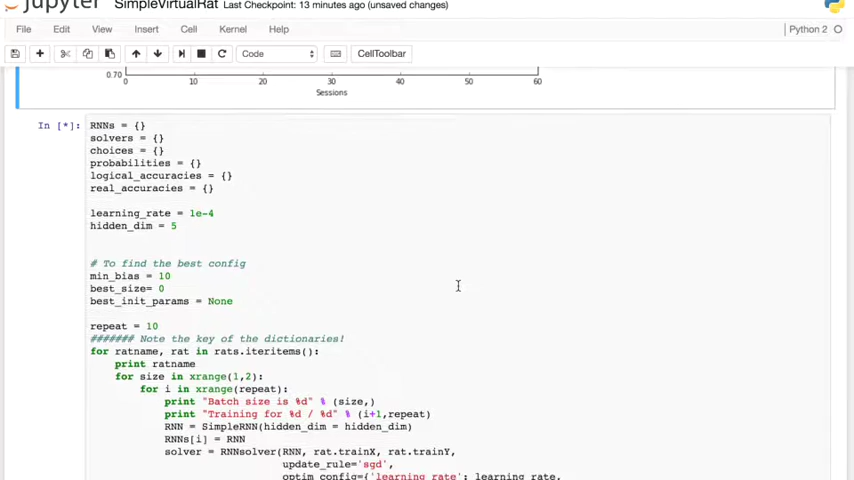 jupyter SimpleVirtualRat Last Checkpoint: 13 minutes ago (unsaved changes)
File Edit View Insert Cell Kernel Help Python 2
Code CellToolbar
0.70
0 10 20 30 40 50 60
Sessions
In [*]: RNNs = {}
solvers = {}
choices = {}
probabilities = {}
logical_accuracies = {}
real_accuracies = {}
learning_rate = 1e-4
hidden_dim = 5
# To find the best config
min_bias = 10
best_size= 0
best_init_params = None
repeat = 10
####### Note the key of the dictionaries!
for ratname, rat in rats.iteritems():
print ratname
for size in xrange(1,2):
for i in xrange(repeat):
print "Batch size is %d" % (size,)
print "Training for %d / %d" % (i+1,repeat)
RNN = SimpleRNN(hidden_dim = hidden_dim)
RNNs[i] = RNN
solver = RNNsolver(RNN, rat.trainX, rat.trainY,
update_rule='sgd',
optim_config={'learning_rate': learning_rate,